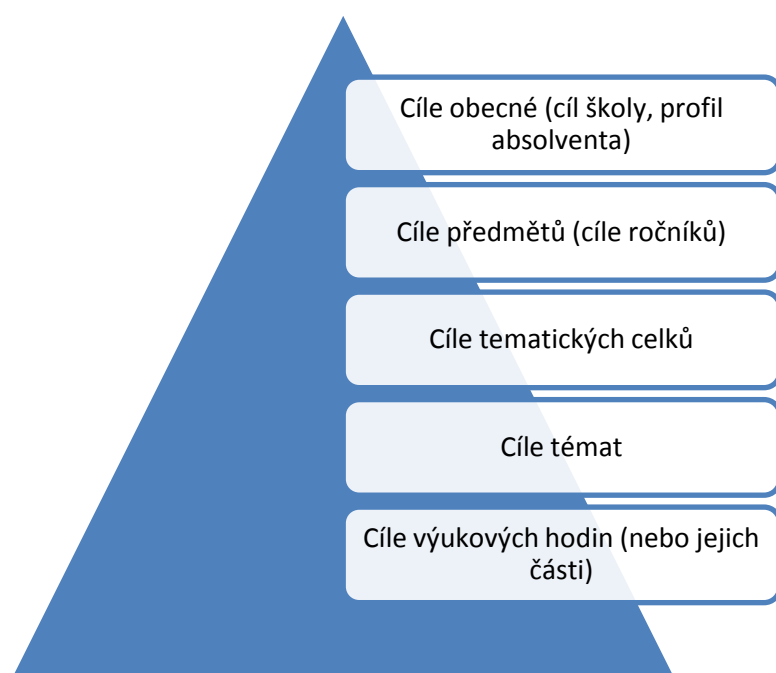 Cíle obecné (cíl školy, profil
absolventa)
Cíle předmětů (cíle ročníků)
Cíle tematických celků
Cíle témat
Cíle výukových hodin (nebo jejich
části)